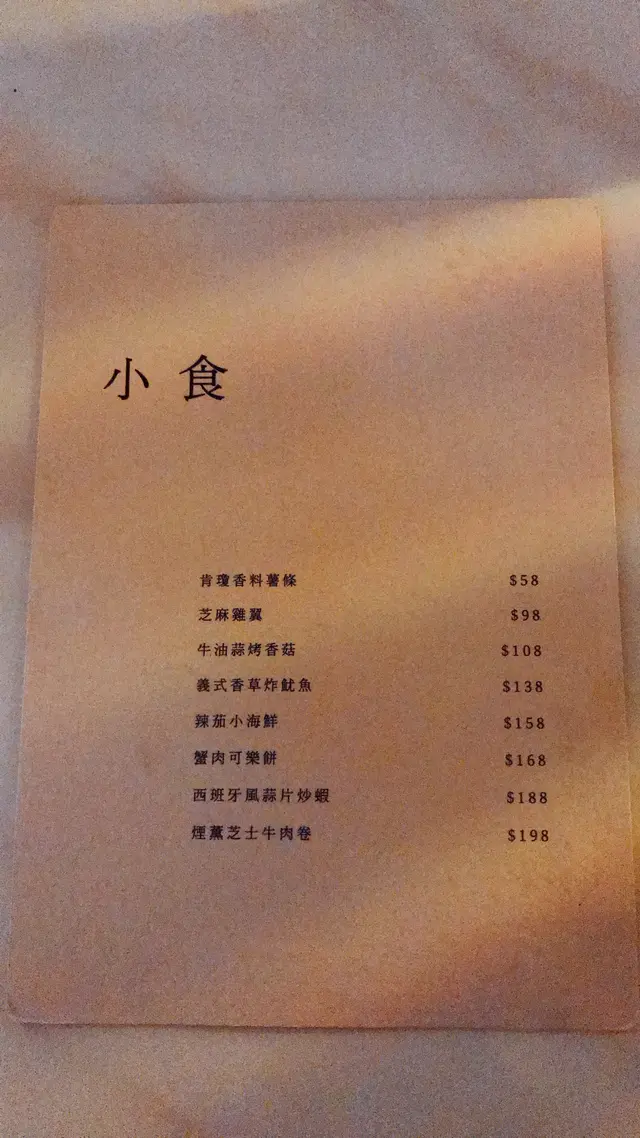 小食
肯瓊香料薯條 $58
芝麻雞翼 $98
牛油蒜烤香菇 $108
義式香草炸魷魚 $138
辣茄小海鮮 $158
蟹肉可樂餅 $168
西班牙風蒜片炒蝦 $188
煙薰芝士牛肉卷 $198